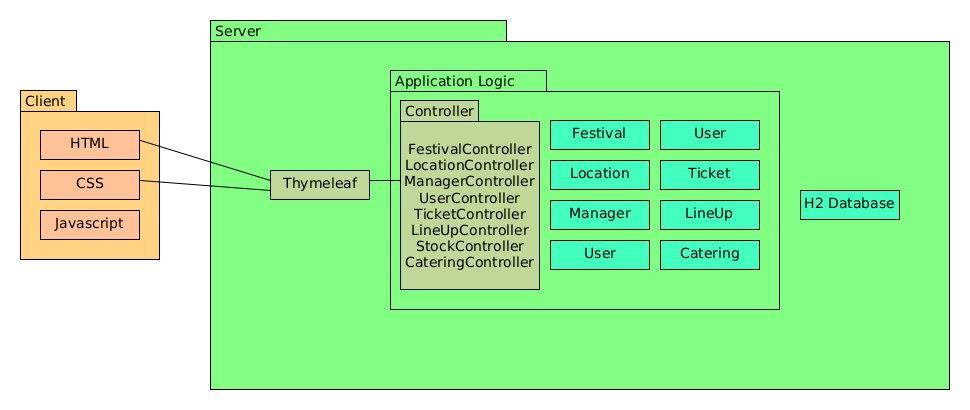 Server
Application Logic
Client
Controller
HTML
CSS
Javascript
Thymeleaf
FestivalController
LocationController
ManagerController
UserController
TicketController
LineUpController
StockController
CateringController
Festival
User
Location
Ticket
Manager
LineUp
User
Catering
H2 Database